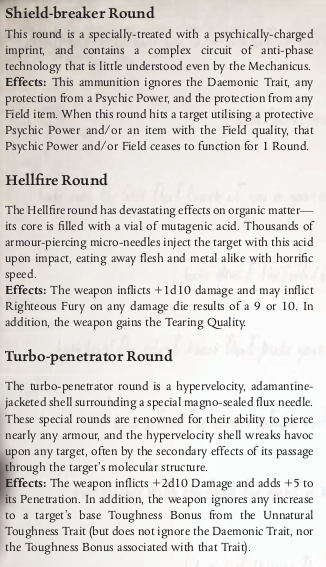 Shield-breaker Round
This round is a specially-treated with a psychically-charged
imprint, and contains a complex circuit of anti-phase
technology that is little understood even by the Mechanicus.
Effects: This ammunition ignores the Daemonic Trait, any
protection from a Psychic Power, and the protection from any
Field item. When this round hits a target utilising a protective
Psychic Power and/or an item with the Field quality, that
Psychic Power and/or Field ceases to function for 1 Round.
Hellfire Round
The Hellfire round has devastating effects on organic matter—
its core is filled with a vial of mutagenic acid. Thousands of
armour-piercing micro-needles inject the target with this acid
upon impact, eating away flesh and metal alike with horrific
speed.
Effects: The weapon inflicts +1d10 damage and may inflict
Righteous Fury on any damage die results of a 9 or 10. In
addition, the weapon gains the Tearing Quality.
Turbo-penetrator Round
The turbo-penetrator round is a hypervelocity, adamantine-
jacketed shell surrounding a special magno-sealed flux needle.
These special rounds are renowned for their ability to pierce
nearly any armour, and the hypervelocity shell wreaks havoc
upon any target, often by the secondary effects of its passage
through the target's molecular structure.
Effects: The weapon inflicts +2d10 Damage and adds +5 to
its Penetration. In addition, the weapon ignores any increase
to a target's base Toughness Bonus from the Unnatural
Toughness Trait (but does not ignore the Daemonic Trait, nor
the Toughness Bonus associated with that Trait).